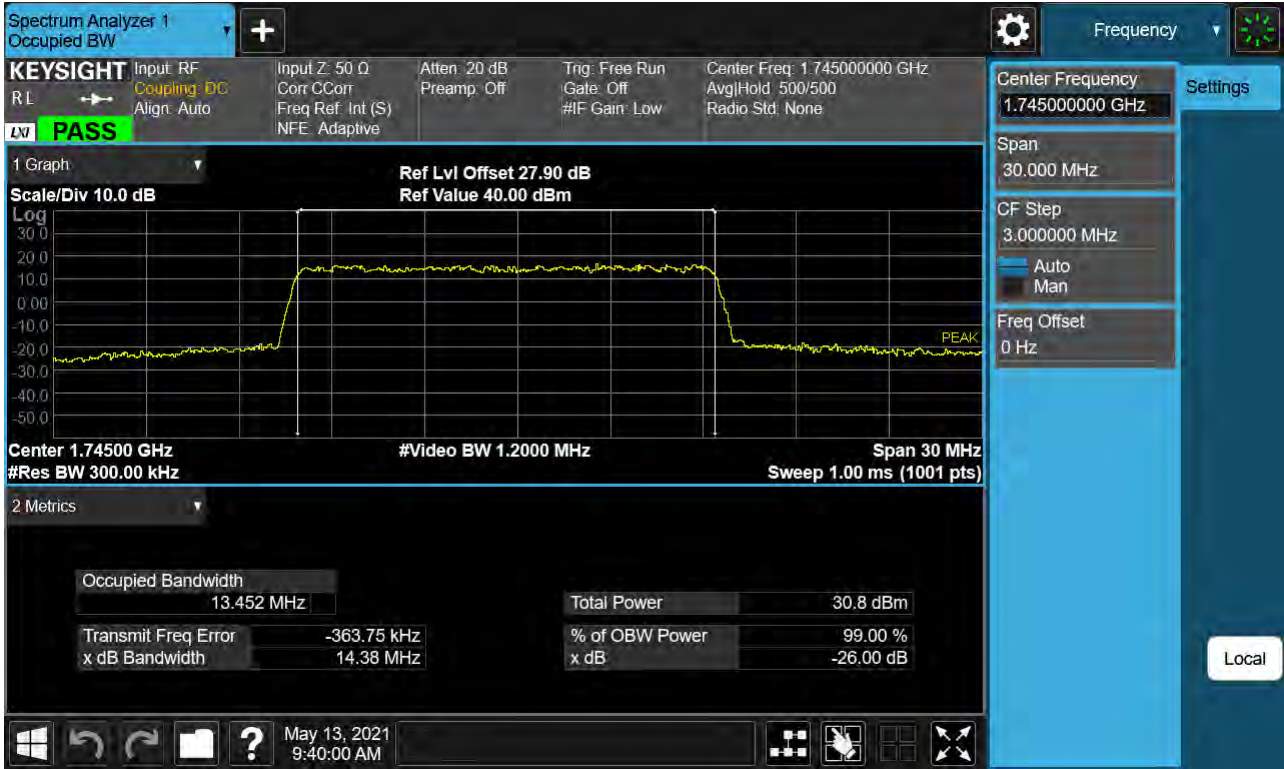 Spectrum Analyzer 1
Occupied BW
+
Frequency
KEYSIGHT
R L
LXI PASS
Input: RF
Coupling: DC
Align: Auto
Input Z: 50 Ω
Corr CCorr
Freq Ref: Int (S)
NFE: Adaptive
Atten: 20 dB
Preamp: Off
Trig: Free Run
Gate: Off
#IF Gain: Low
Center Freq: 1.745000000 GHz
Avg|Hold: 500/500
Radio Std: None
Center Frequency
1.745000000 GHz
Settings
Span
30.000 MHz
CF Step
3.000000 MHz
Auto
Man
Freq Offset
0 Hz
Local
1 Graph
Scale/Div 10.0 dB
Ref Lvl Offset 27.90 dB
Ref Value 40.00 dBm
Log
30.0
20.0
10.0
0.00
-10.0
-20.0
-30.0
-40.0
-50.0
PEAK
Center 1.74500 GHz
#Video BW 1.2000 MHz
Span 30 MHz
#Res BW 300.00 kHz
Sweep 1.00 ms (1001 pts)
2 Metrics
Occupied Bandwidth
13.452 MHz
Total Power 30.8 dBm
Transmit Freq Error -363.75 kHz
% of OBW Power 99.00 %
x dB Bandwidth 14.38 MHz
x dB -26.00 dB
?
May 13, 2021
9:40:00 AM